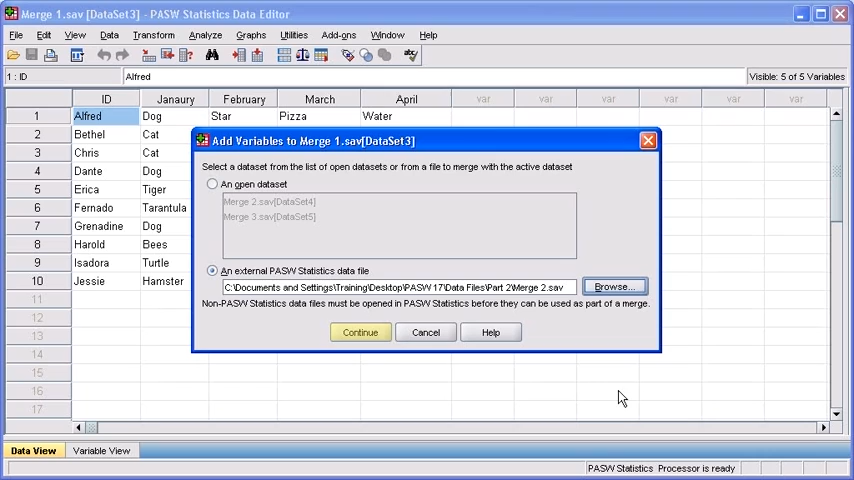 Merge 1.sav [DataSet3] - PASW Statistics Data Editor
File Edit View Data Transform Analyze Graphs Utilities Add-ons Window Help
1 : ID Alfred Visible: 5 of 5 Variables
ID Janaury February March April var var var var var var
1 Alfred Dog Star Pizza Water
2 Bethel Cat
3 Chris Cat
4 Dante Dog
5 Erica Tiger
6 Fernado Tarantula
7 Grenadine Dog
8 Harold Bees
9 Isadora Turtle
10 Jessie Hamster
11
12
13
14
15
16
17
Add Variables to Merge 1.sav[DataSet3]
Select a dataset from the list of open datasets or from a file to merge with the active dataset
An open dataset
Merge 2.sav[DataSet4]
Merge 3.sav[DataSet5]
An external PASW Statistics data file
C:\Documents and Settings\Training\Desktop\PASW 17\Data Files\Part 2\Merge 2.sav Browse...
Non-PASW Statistics data files must be opened in PASW Statistics before they can be used as part of a merge.
Continue Cancel Help
Data View Variable View
PASW Statistics Processor is ready